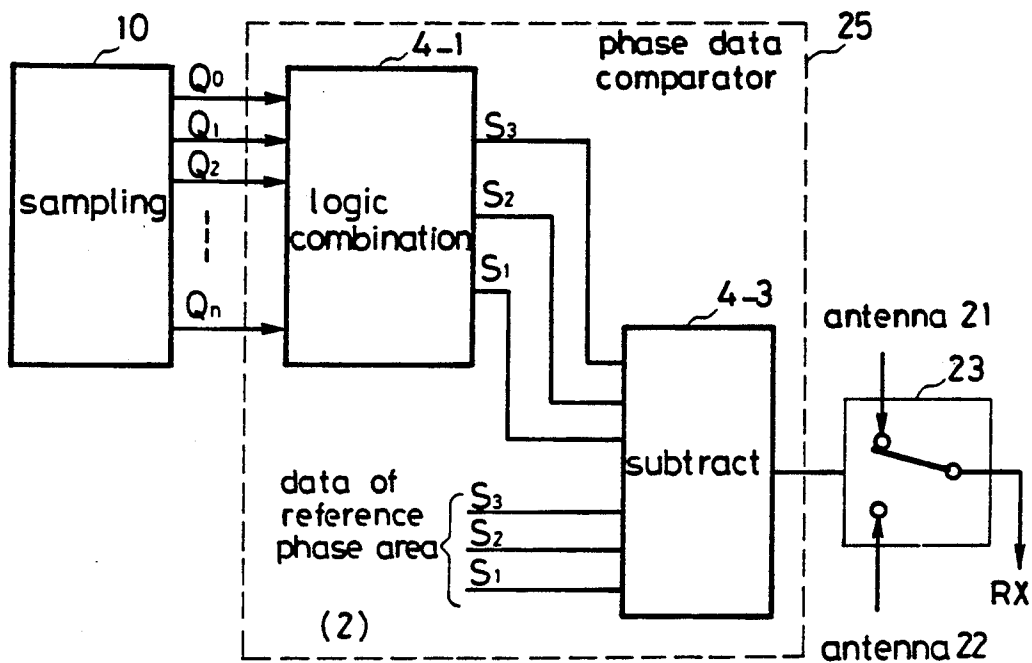 10
4-1
phase data
comparator
25
Q0
Q1
Q2
Qn
sampling
logic
combination
S3
S2
S1
4-3
antenna 21
23
subtract
data of
reference
phase area
S3
S2
S1
RX
(2)
antenna 22